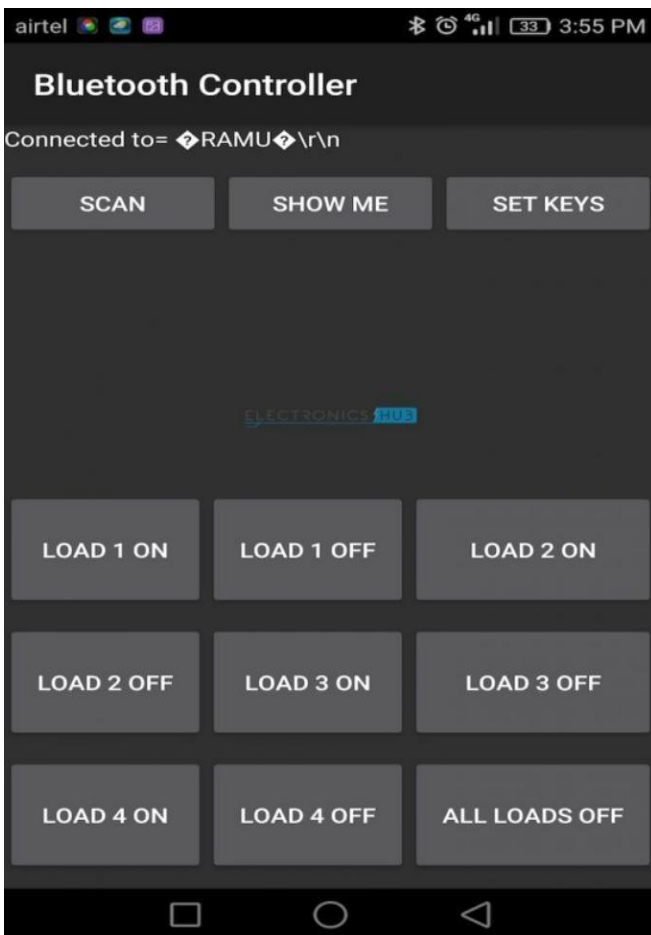 airtel 4G 33 3:55 PM
Bluetooth Controller
Connected to= �RAMU�\r\n
SCAN SHOW ME SET KEYS
ELECTRONICS HUB
LOAD 1 ON LOAD 1 OFF LOAD 2 ON
LOAD 2 OFF LOAD 3 ON LOAD 3 OFF
LOAD 4 ON LOAD 4 OFF ALL LOADS OFF